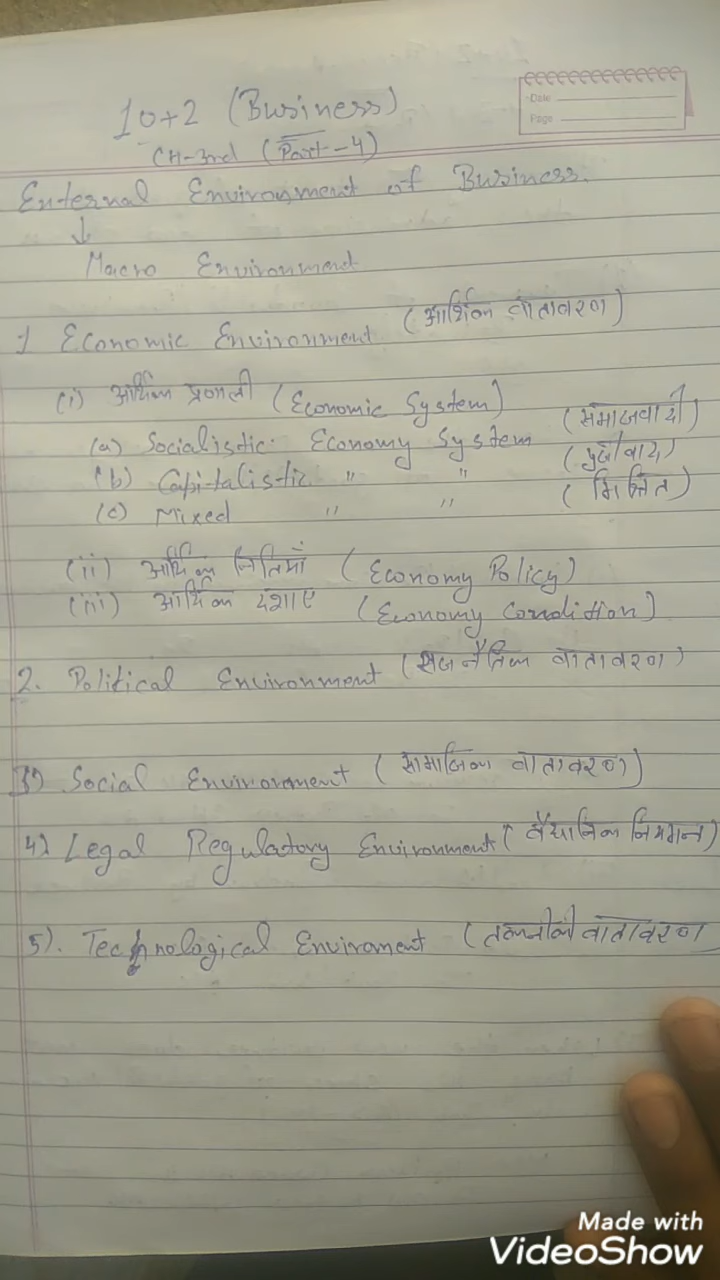 10+2 (Business)
CH-3rd (Part-4)
Date
Page
External Environment of Business.
↓
Macro Environment
1 Economic Environment (आर्थिक वातावरण)
(i) आर्थिक प्रणाली (Economic System)
(a) Socialistic Economy System (समाजवादी)
(b) Capitalistic " " (पुजीवाद)
(c) Mixed " " (मिश्रित)
(ii) आर्थिक नितियाँ (Economy Policy)
(iii) आर्थिक दशाए (Economy Condition)
2. Political Environment (राजनैतिक वातावरण)
3) Social Environment (सामाजिक वातावरण)
4) Legal Regulatory Environment (वैधानिक नियमन)
5). Technological Enviroment (तकनीकी वातावरण
Made with
VideoShow